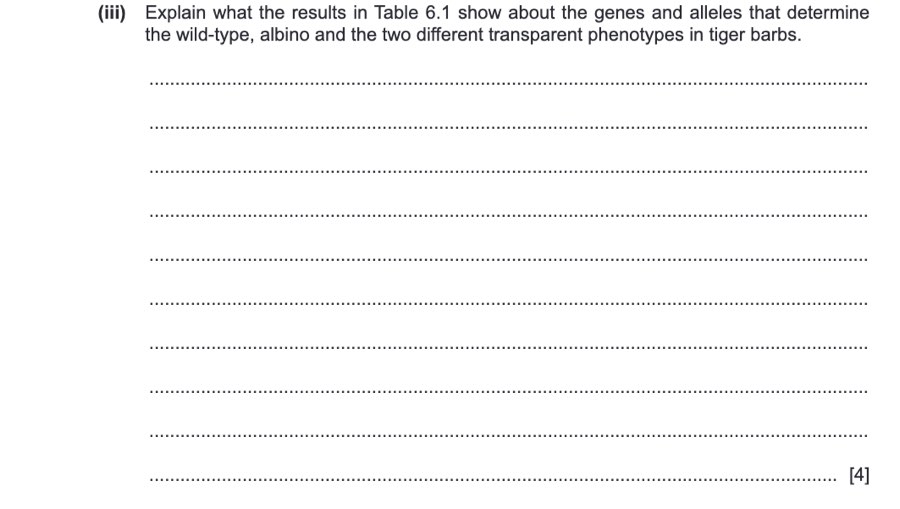 (iii) Explain what the results in Table 6.1 show about the genes and alleles that determine
the wild-type, albino and the two different transparent phenotypes in tiger barbs.
[4]